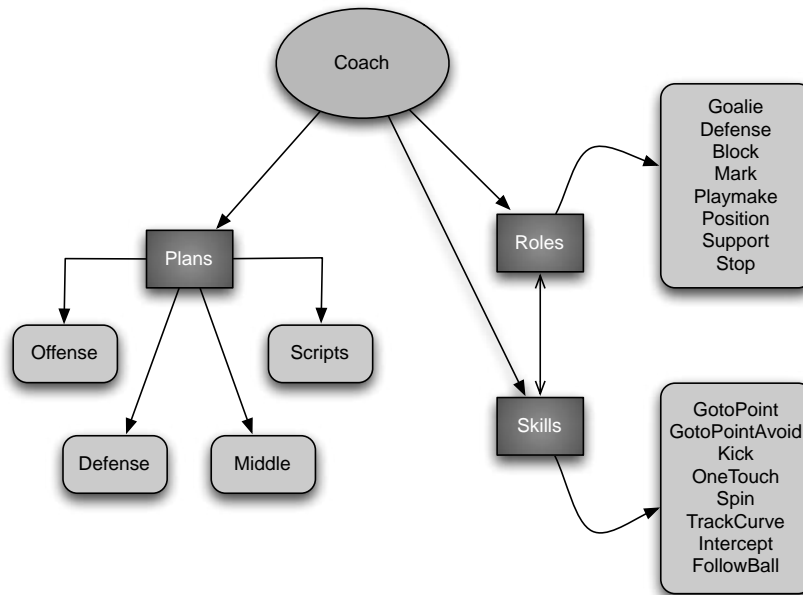 Coach
Goalie
Defense
Block
Mark
Playmake
Position
Support
Stop
Roles
Plans
Offense
Scripts
Defense
Middle
Skills
GotoPoint
GotoPointAvoid
Kick
OneTouch
Spin
TrackCurve
Intercept
FollowBall